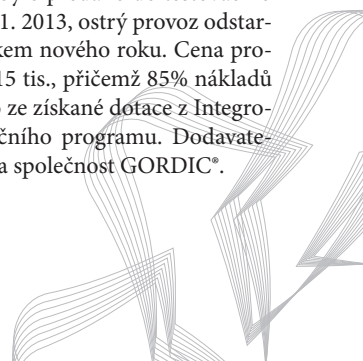 1. 2013, ostrý provoz odstar-
kem nového roku. Cena pro-
15 tis., přičemž 85% nákladů
ze získané dotace z Integro-
čního programu. Dodavate-
a společnost GORDIC®.